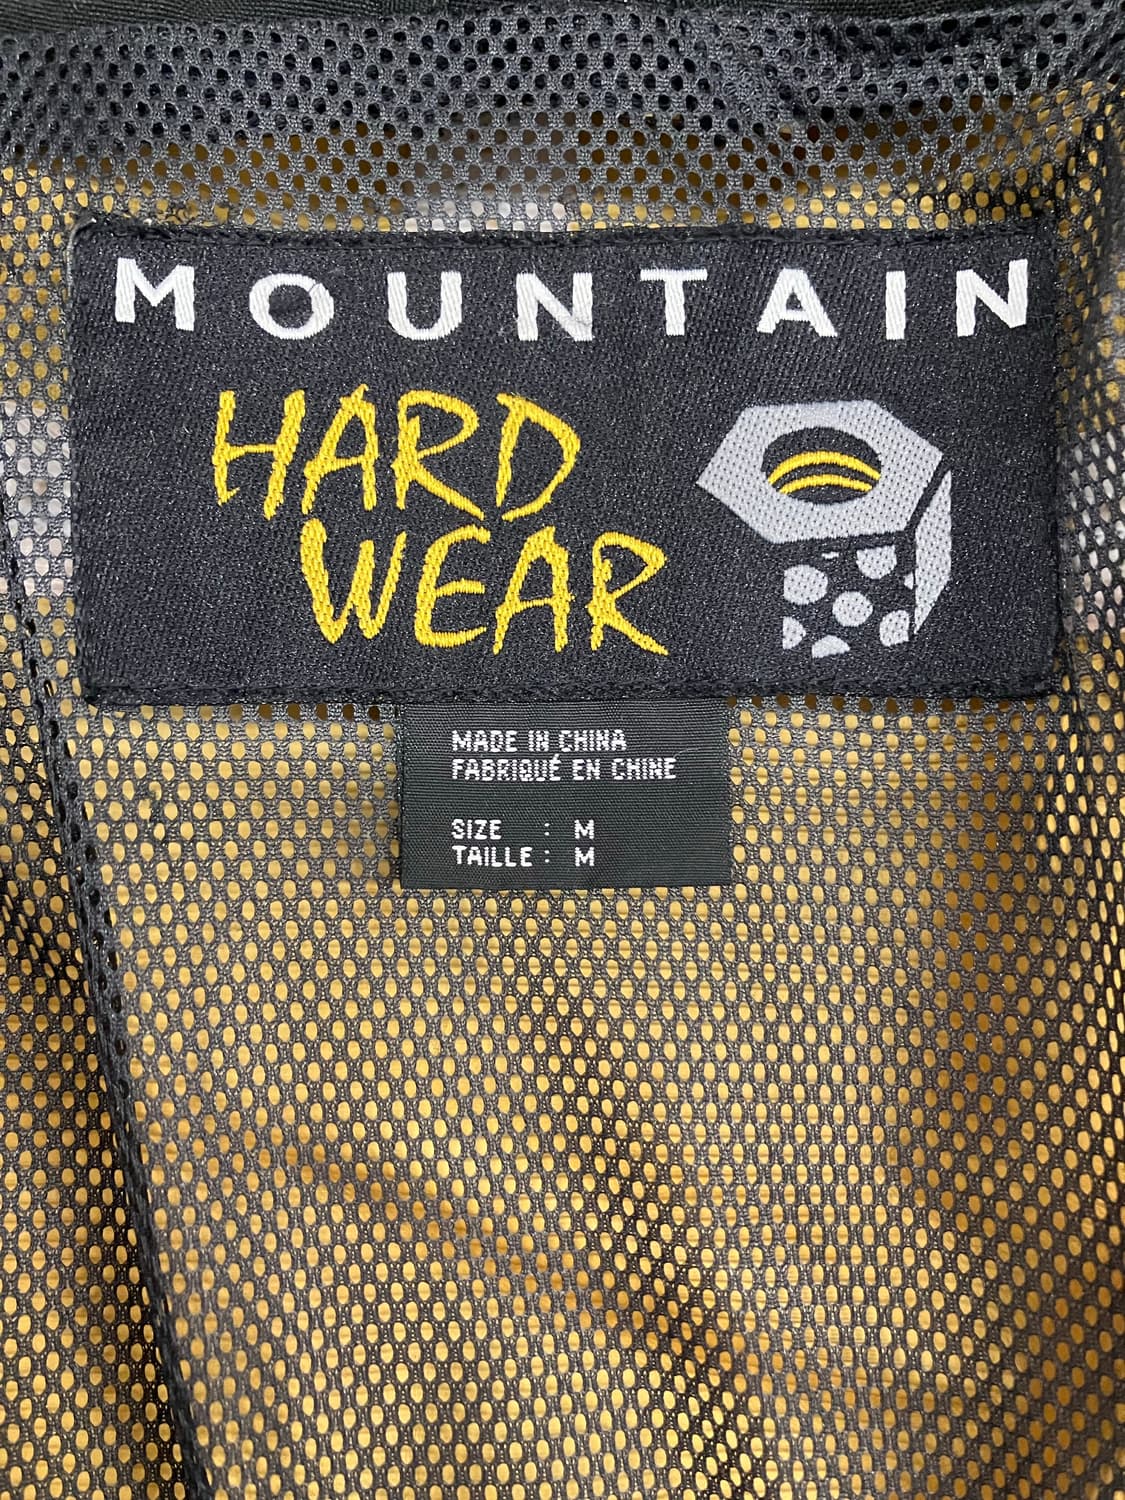 MOUNTAIN
HARD
WEAR
MADE IN CHINA
FABRIQUÉ EN CHINE
SIZE : M
TAILLE : M